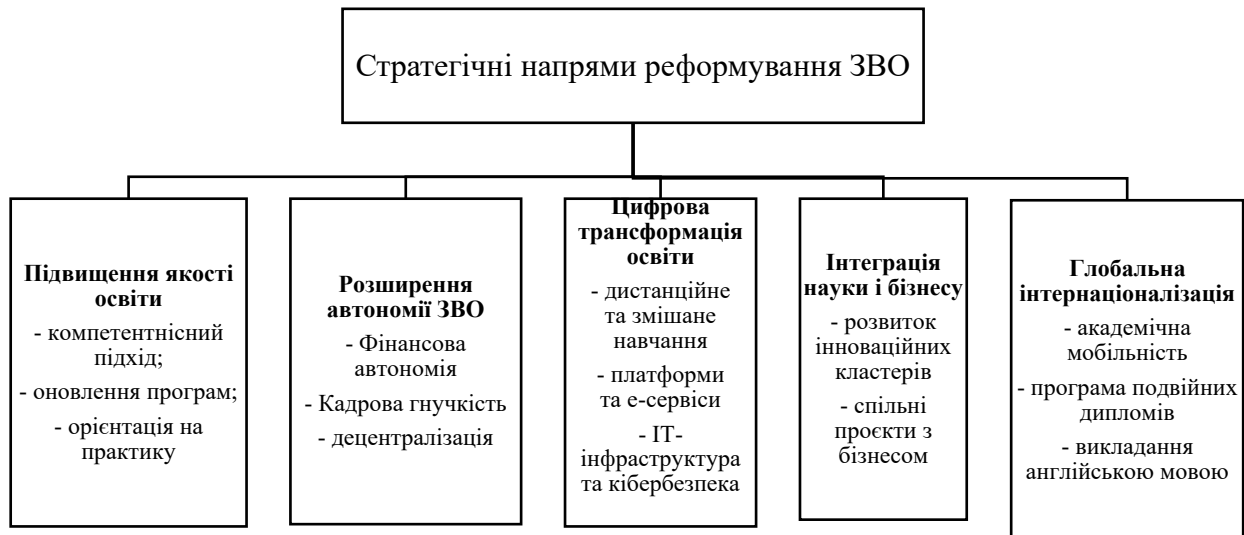 Стратегічні напрями реформування ЗВО
Підвищення якості
освіти
- компетентнісний
підхід;
- оновлення програм;
- орієнтація на
практику
Розширення
автономії ЗВО
- Фінансова
автономія
- Кадрова гнучкість
- децентралізація
Цифрова
трансформація
освіти
- дистанційне
та змішане
навчання
- платформи
та е-сервіси
- ІТ-
інфраструктура
та кібербезпека
Інтеграція
науки і бізнесу
- розвиток
інноваційних
кластерів
- спільні
проєкти з
бізнесом
Глобальна
інтернаціоналізація
- академічна
мобільність
- програма подвійних
дипломів
- викладання
англійською мовою